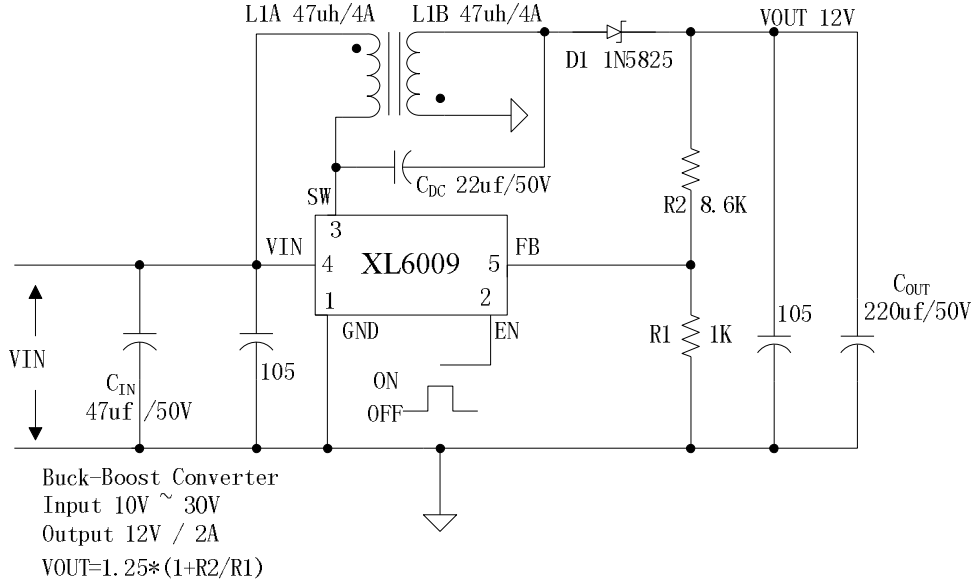 L1A 47uh/4A
L1B 47uh/4A
VOUT 12V
D1 1N5825
CDC 22uf/50V
R2 8.6K
SW
3
VIN
FB
4
XL6009
5
1
2
GND
EN
COUT
220uf/50V
105
R1 1K
VIN
CIN
47uf /50V
105
ON
OFF
Buck-Boost Converter
Input 10V ~ 30V
Output 12V / 2A
VOUT=1.25*(1+R2/R1)